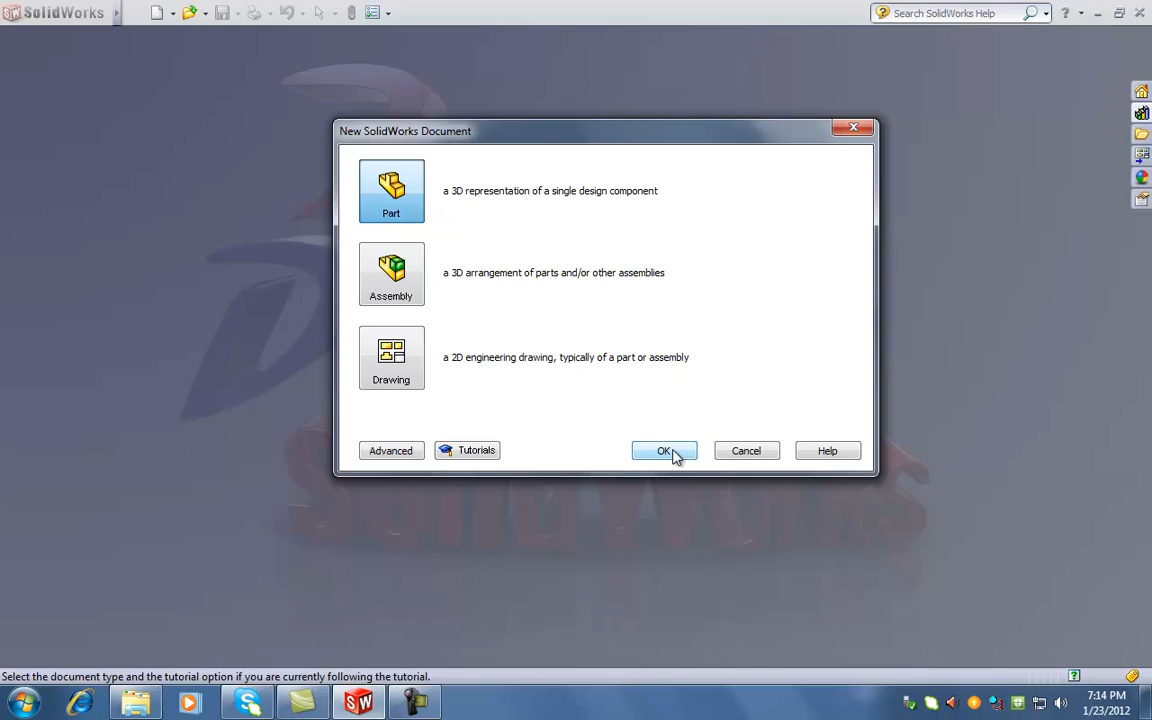 SolidWorks
Search SolidWorks Help
New SolidWorks Document
Part
a 3D representation of a single design component
Assembly
a 3D arrangement of parts and/or other assemblies
Drawing
a 2D engineering drawing, typically of a part or assembly
Advanced
Tutorials
OK
Cancel
Help
SolidWorks
Select the document type and the tutorial option if you are currently following the tutorial.
7:14 PM
1/23/2012